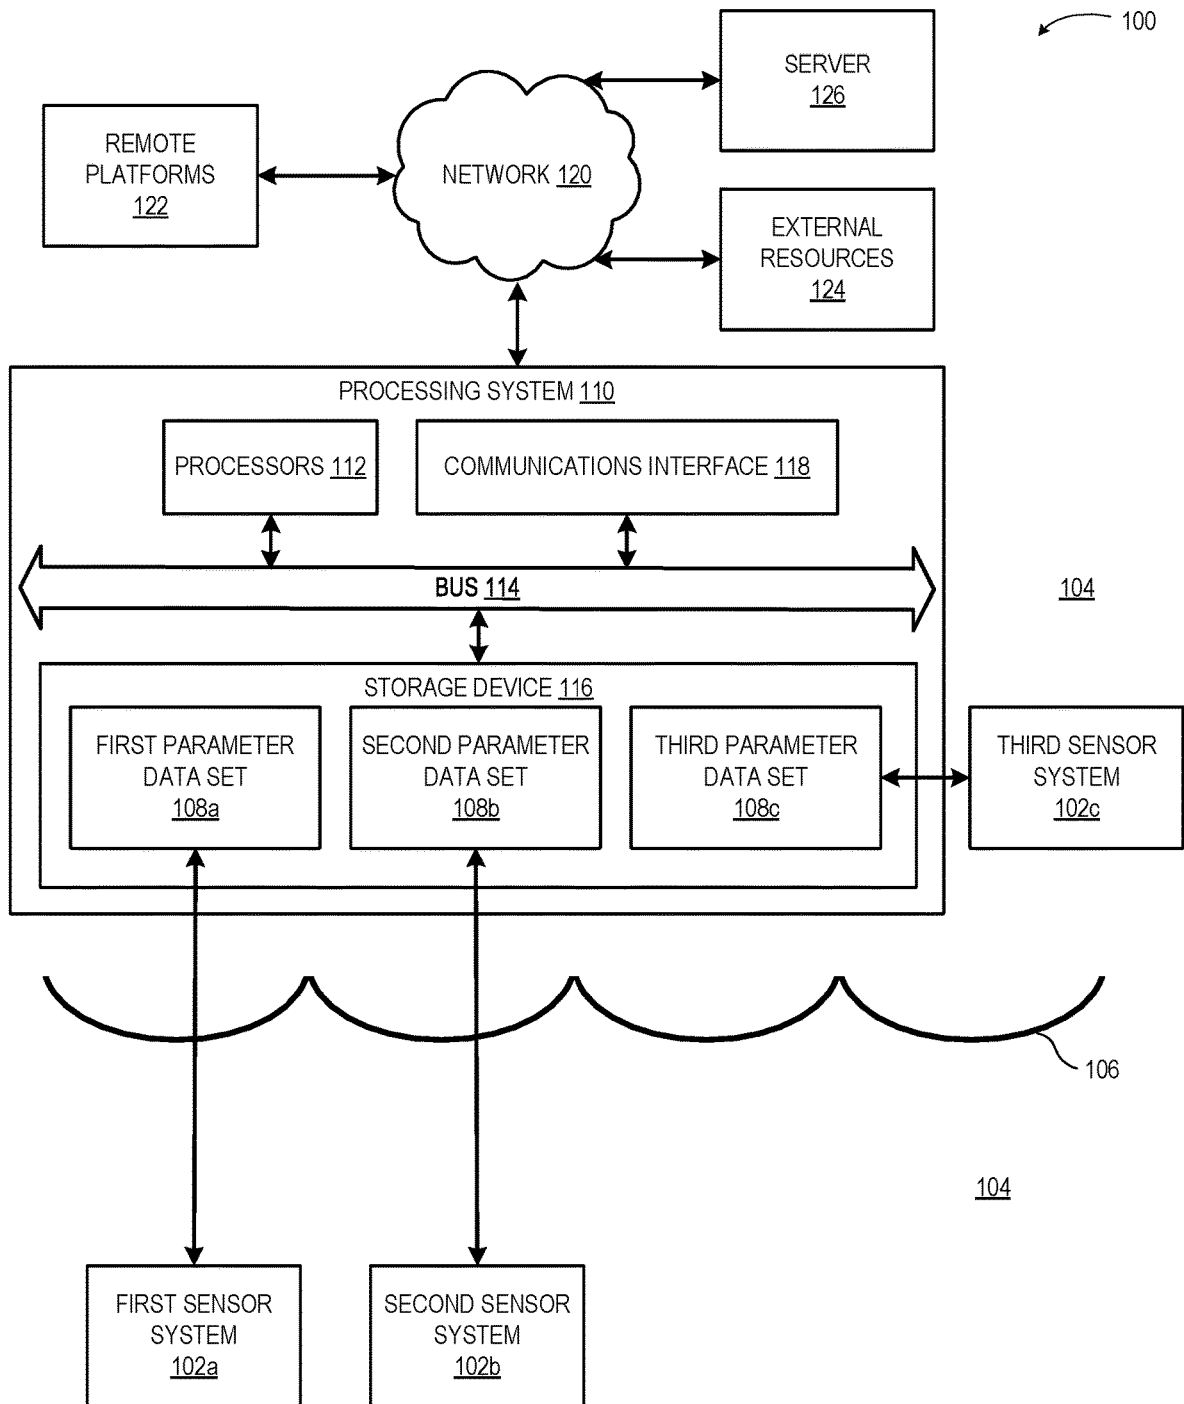 100
SERVER
126
REMOTE
PLATFORMS
122
NETWORK 120
EXTERNAL
RESOURCES
124
PROCESSING SYSTEM 110
PROCESSORS 112
COMMUNICATIONS INTERFACE 118
BUS 114
104
STORAGE DEVICE 116
FIRST PARAMETER
DATA SET
108a
SECOND PARAMETER
DATA SET
108b
THIRD PARAMETER
DATA SET
108c
THIRD SENSOR
SYSTEM
102c
106
104
FIRST SENSOR
SYSTEM
102a
SECOND SENSOR
SYSTEM
102b